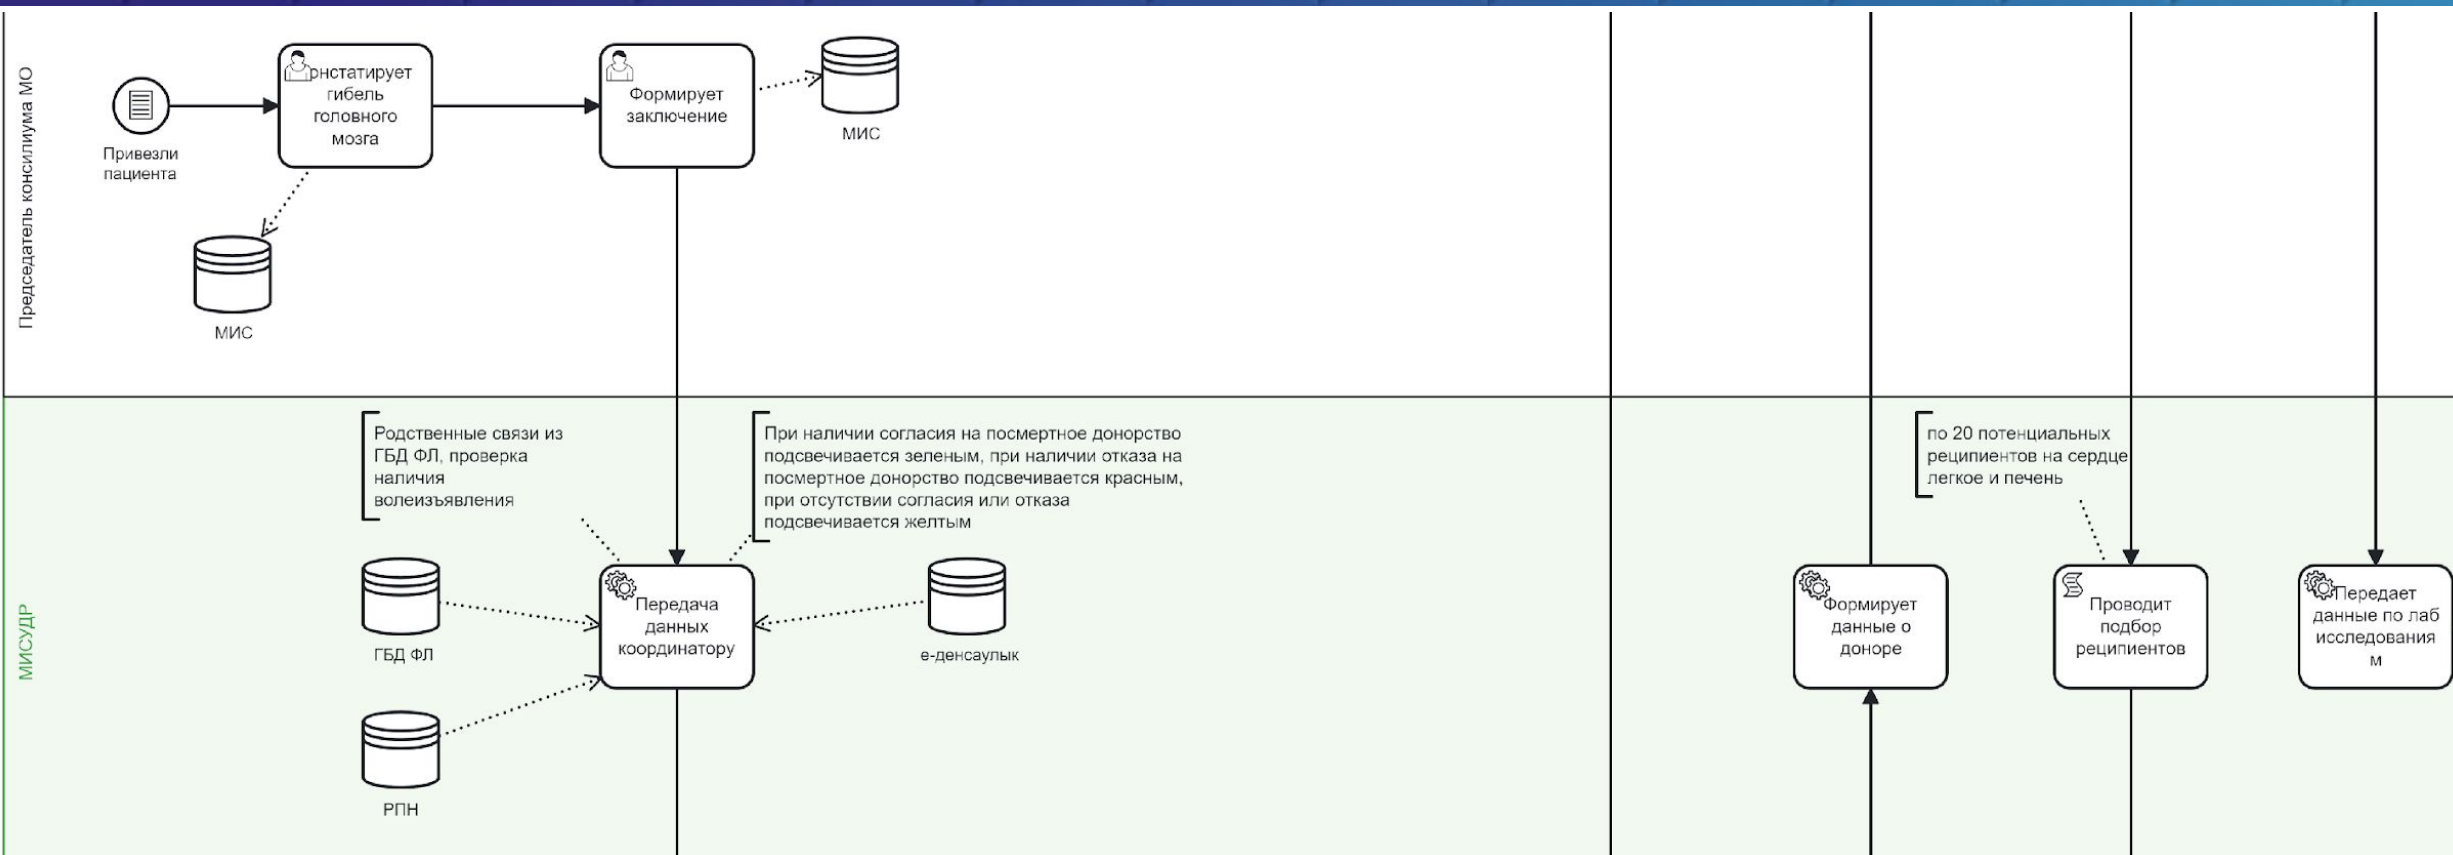 Председатель консилиума МО
Привезли
пациента
онстатирует
гибель
головного
мозга
МИС
Формирует
заключение
МИС
МИСУДР
Родственные связи из
ГБД ФЛ, проверка
наличия
волеизъявления
При наличии согласия на посмертное донорство
подсвечивается зеленым, при наличии отказа на
посмертное донорство подсвечивается красным,
при отсутствии согласия или отказа
подсвечивается желтым
ГБД ФЛ
РПН
Передача
данных
координатору
е-денсаулык
Формирует
данные о
доноре
по 20 потенциальных
реципиентов на сердце
легкое и печень
Проводит
подбор
реципиентов
Передает
данные по лаб
исследования
м